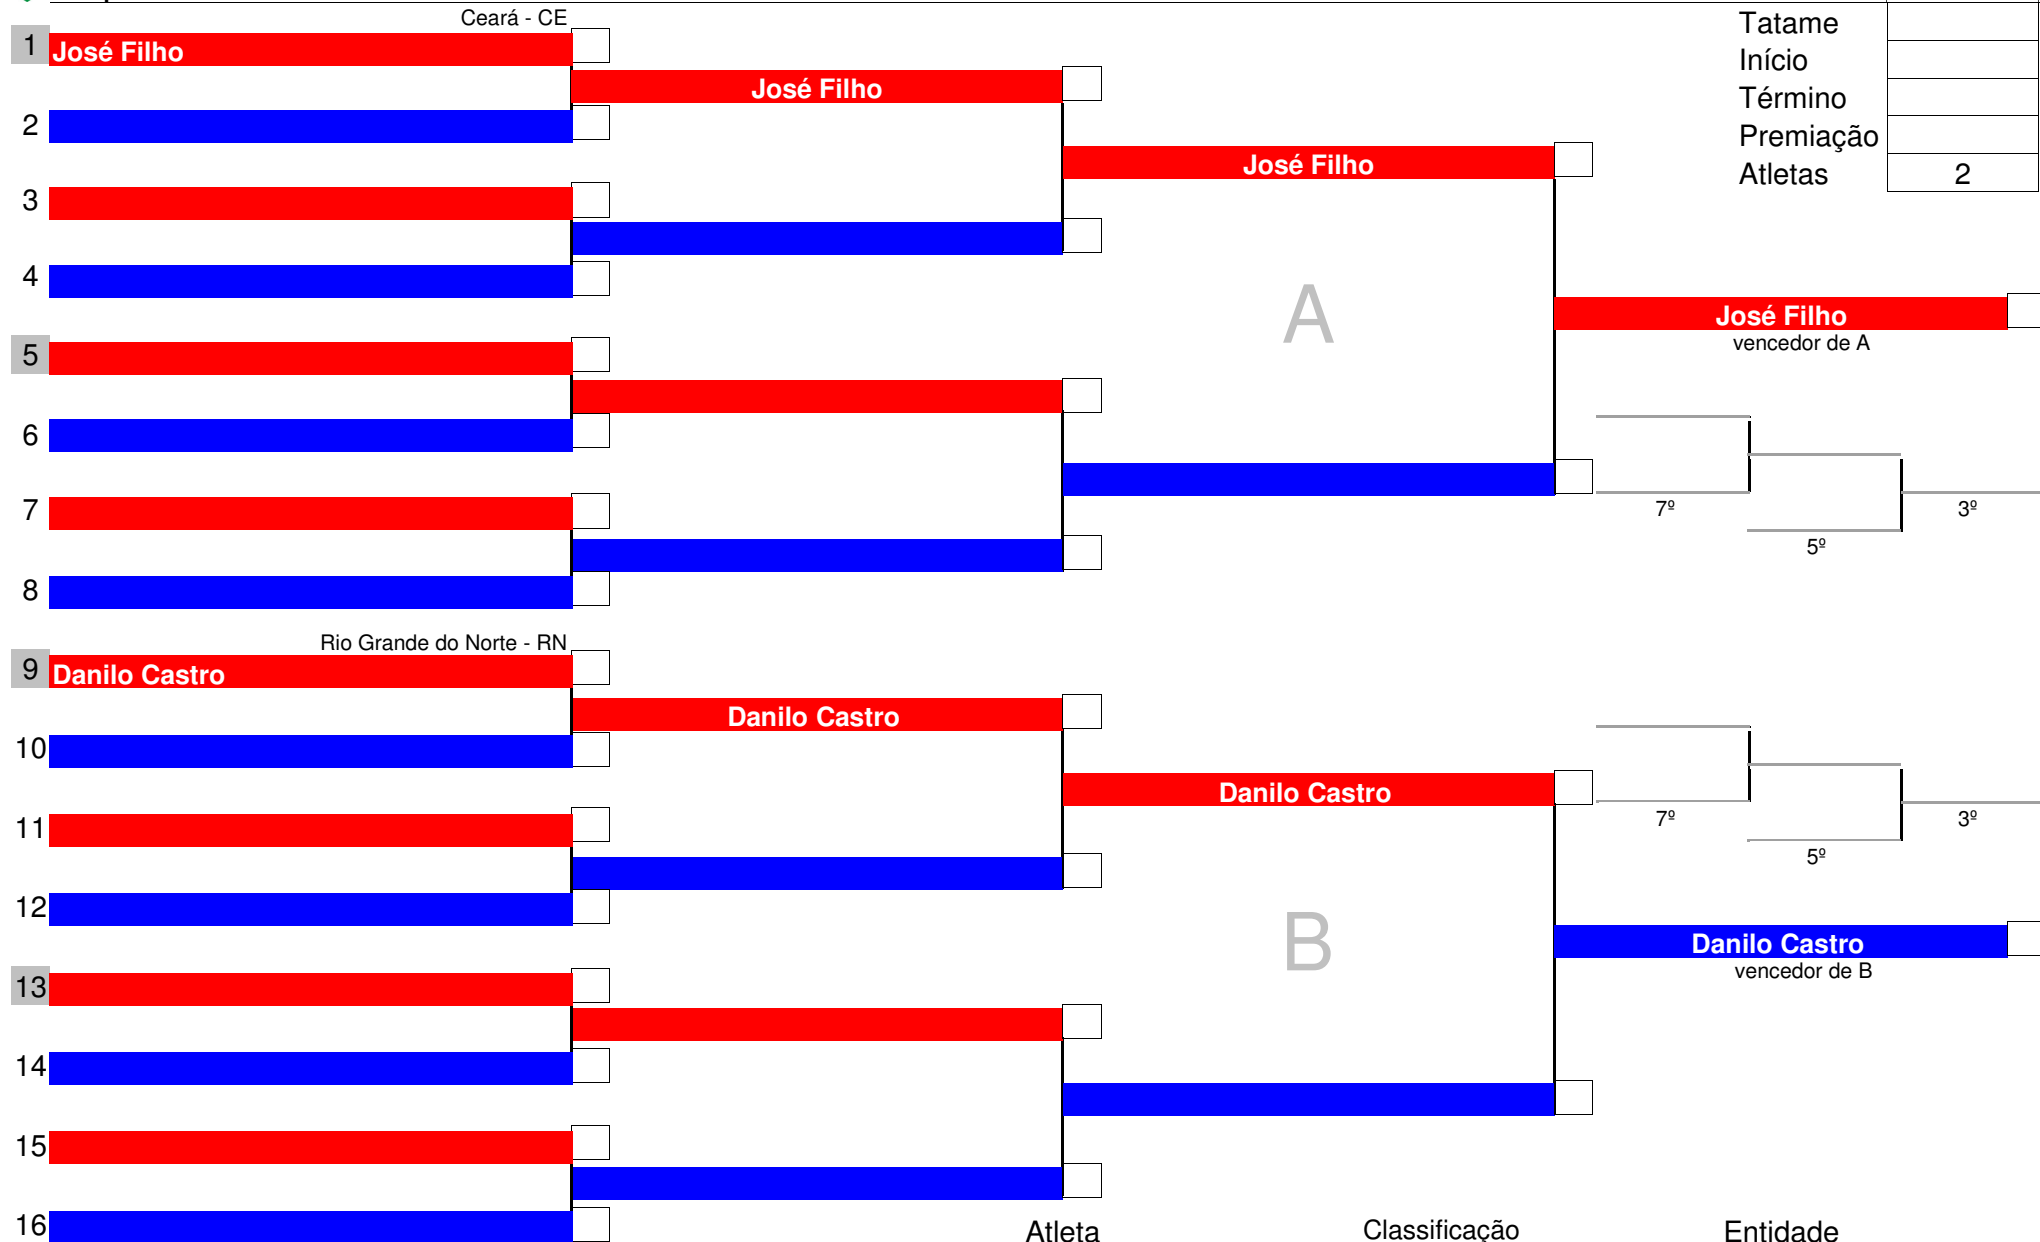 Ceará - CE
Tatame
1 José Filho
Início
José Filho
Término
2
Premiação
José Filho
Atletas 2
3
4
A
José Filho
vencedor de A
5
6
7º 3º
7
5º
8
Rio Grande do Norte - RN
9 Danilo Castro
Danilo Castro
10
Danilo Castro
11
7º 3º
5º
12
B
Danilo Castro
vencedor de B
13
14
15
16
Atleta Classificação Entidade